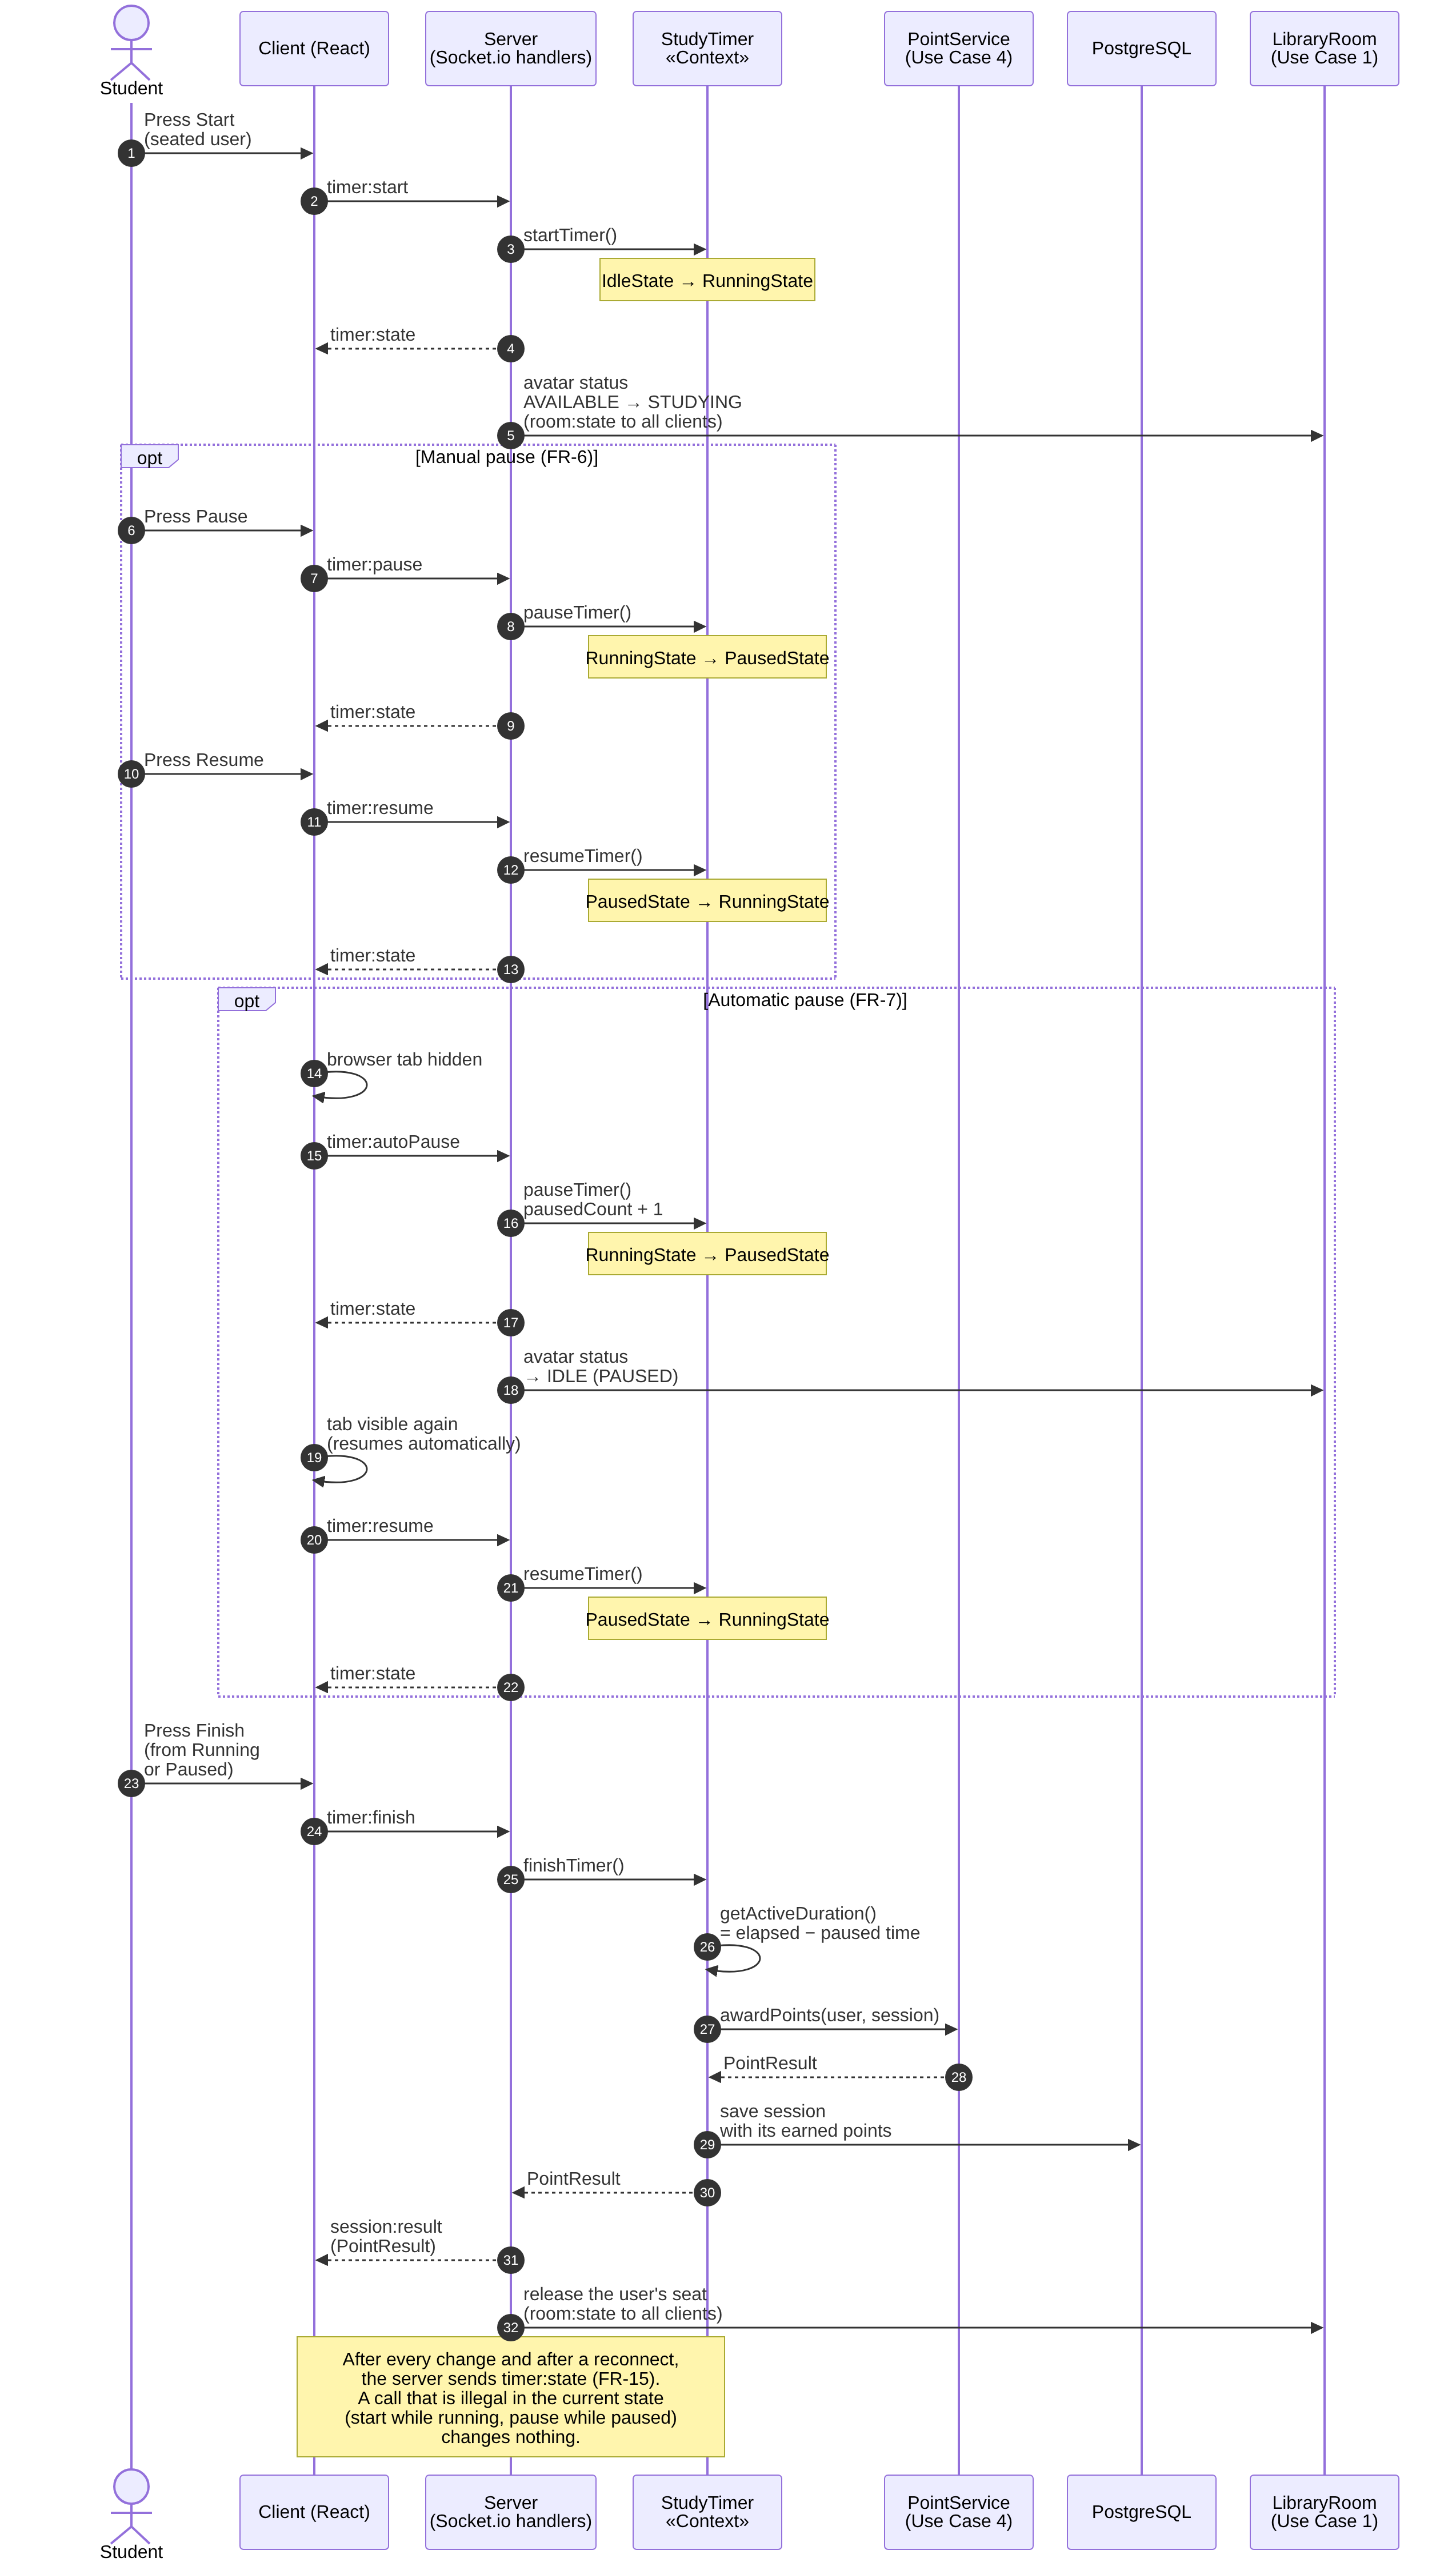 Student
Client (React)
Server
(Socket.io handlers)
StudyTimer
«Context»
PointService
(Use Case 4)
PostgreSQL
LibraryRoom
(Use Case 1)
Press Start
(seated user)
1
timer:start
2
startTimer()
3
IdleState → RunningState
timer:state
4
avatar status
AVAILABLE → STUDYING
(room:state to all clients)
5
opt
[Manual pause (FR-6)]
Press Pause
6
timer:pause
7
pauseTimer()
8
RunningState → PausedState
timer:state
9
Press Resume
10
timer:resume
11
resumeTimer()
12
PausedState → RunningState
timer:state
13
opt
[Automatic pause (FR-7)]
browser tab hidden
14
timer:autoPause
15
pauseTimer()
pausedCount + 1
16
RunningState → PausedState
timer:state
17
avatar status
→ IDLE (PAUSED)
18
tab visible again
(resumes automatically)
19
timer:resume
20
resumeTimer()
21
PausedState → RunningState
timer:state
22
Press Finish
(from Running
or Paused)
23
timer:finish
24
finishTimer()
25
getActiveDuration()
= elapsed − paused time
26
awardPoints(user, session)
27
PointResult
28
save session
with its earned points
29
PointResult
30
session:result
(PointResult)
31
release the user's seat
(room:state to all clients)
32
After every change and after a reconnect,
the server sends timer:state (FR-15).
A call that is illegal in the current state
(start while running, pause while paused)
changes nothing.
Student
Client (React)
Server
(Socket.io handlers)
StudyTimer
«Context»
PointService
(Use Case 4)
PostgreSQL
LibraryRoom
(Use Case 1)